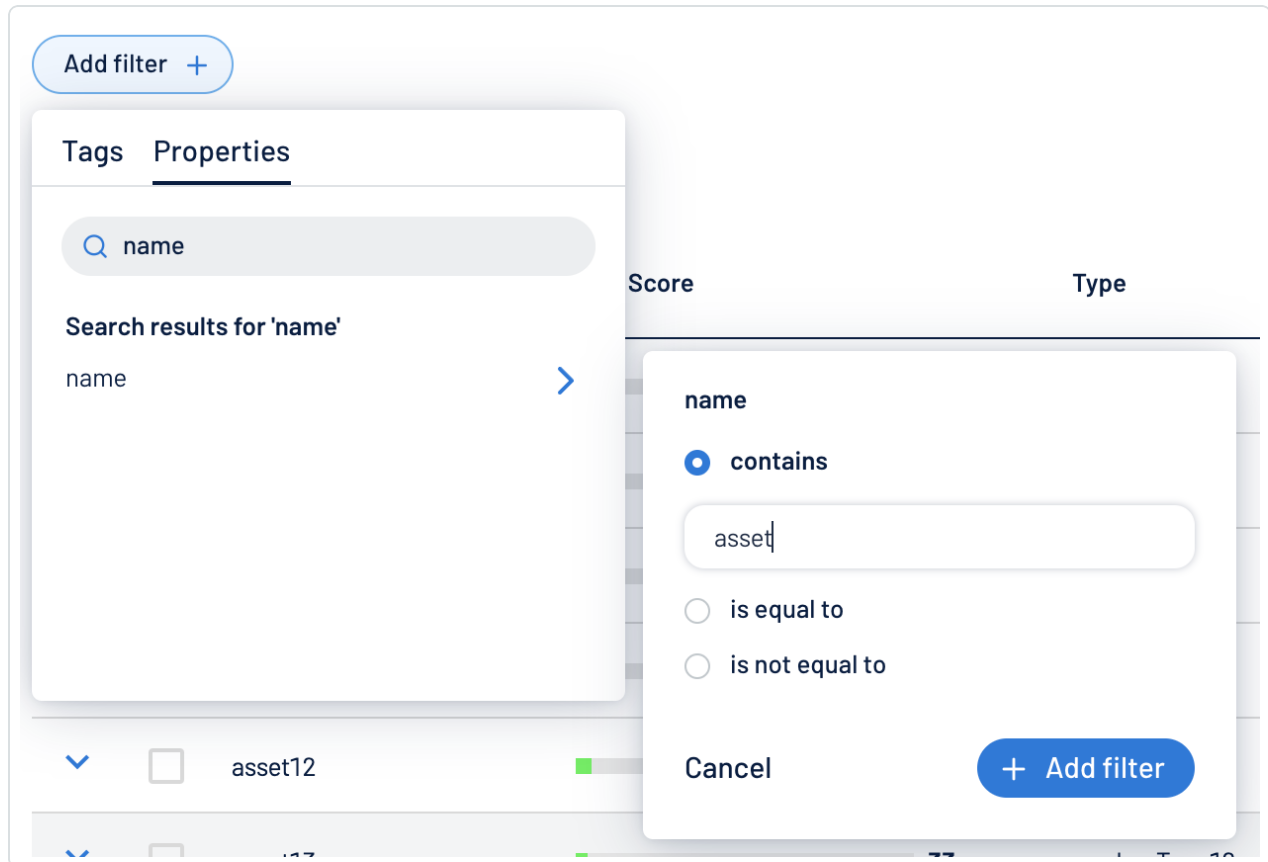 Add filter +
Tags Properties
name
Search results for 'name'
name
Score Type
name
contains
asset
is equal to
is not equal to
Cancel + Add filter
asset12